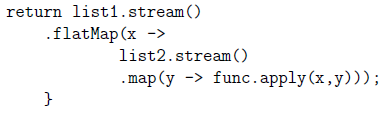 return list1.stream()
    .flatMap(x ->
            list2.stream()
            .map(y -> func.apply(x,y)));
    }